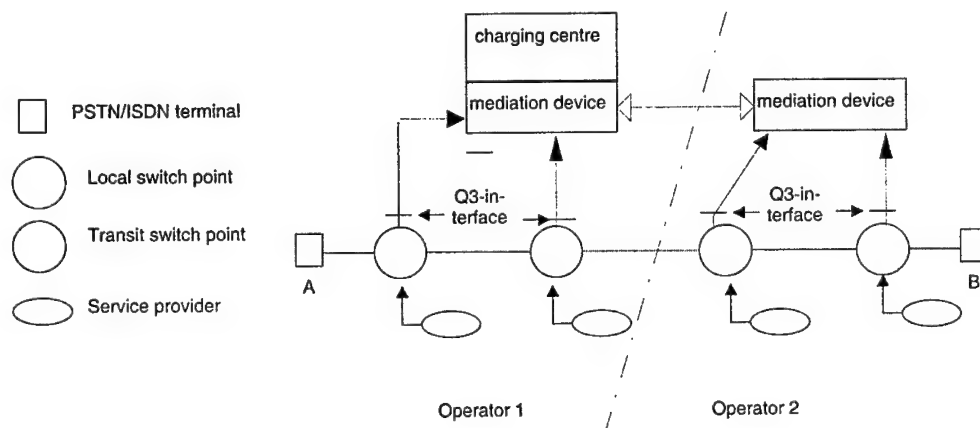 charging centre
mediation device
mediation device
PSTN/ISDN terminal
Local switch point
Transit switch point
Service provider
Q3-in-
terface
Q3-in-
terface
A
B
Operator 1
Operator 2